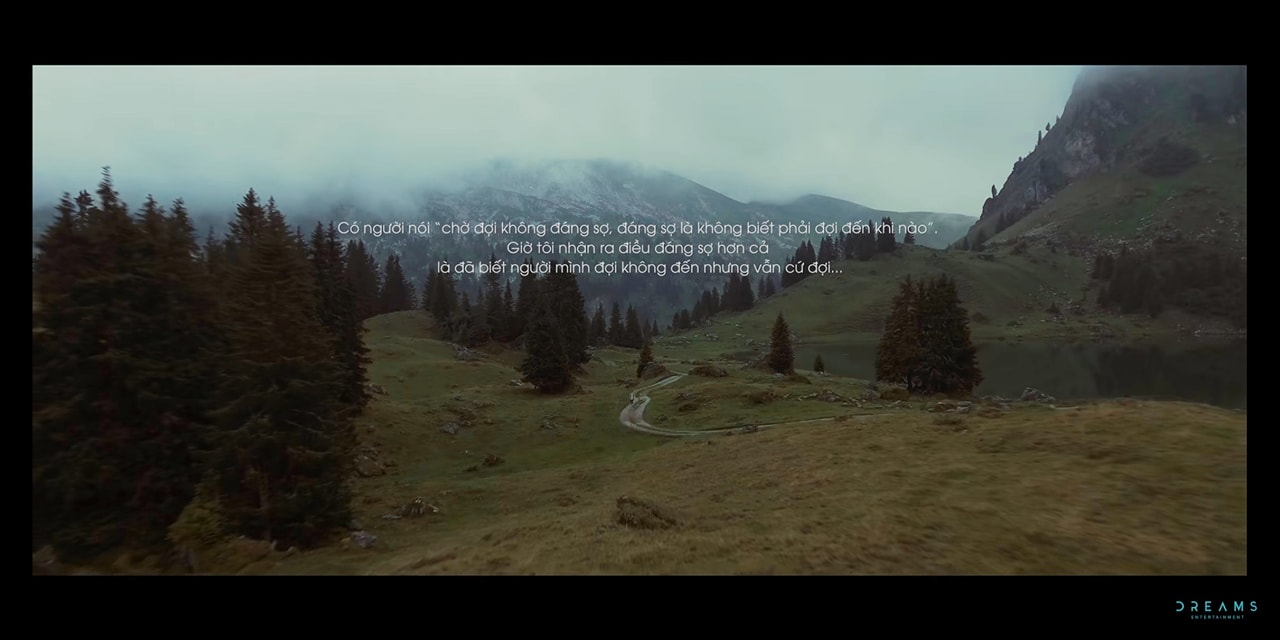 Có người nói “chờ đợi không đáng sợ, đáng sợ là không biết phải đợi đến khi nào”.
Giờ tôi nhận ra điều đáng sợ hơn cả
là đã biết người mình đợi không đến nhưng vẫn cứ đợi...
DREAMS
ENTERTAINMENT